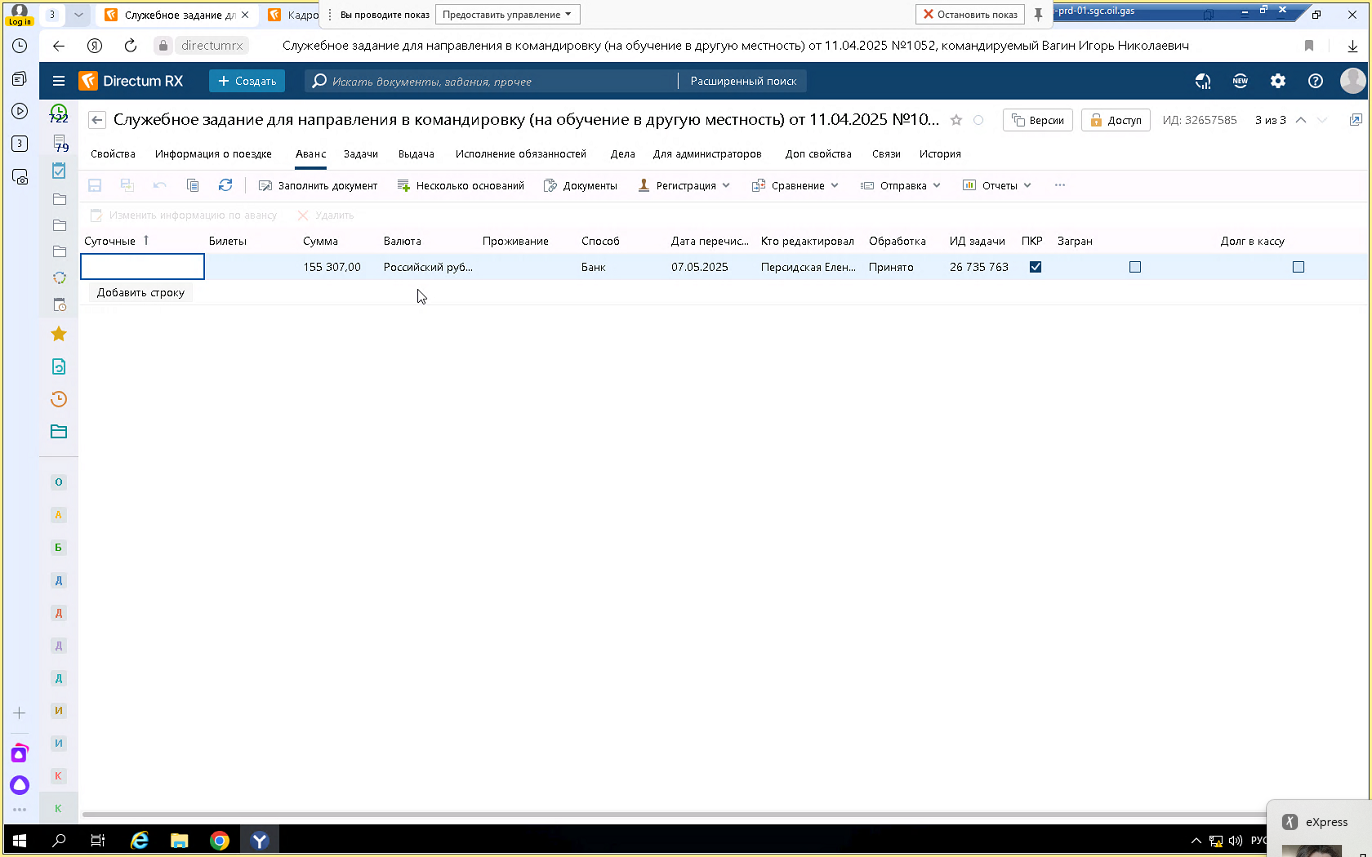 Log in
3
Служебное задание дл
Кадро
Вы проводите показ
Предоставить управление
Остановить показ
-prd-01.sgc.oil.gas
directumrx
Служебное задание для направления в командировку (на обучение в другую местность) от 11.04.2025 №1052, командируемый Вагин Игорь Николаевич
Directum RX
+ Создать
Искать документы, задания, прочее
Расширенный поиск
NEW
722
79
3
Служебное задание для направления в командировку (на обучение в другую местность) от 11.04.2025 №10...
Версии
Доступ
ИД: 32657585
3 из 3
Свойства Информация о поездке Аванс Задачи Выдача Исполнение обязанностей Дела Для администраторов Доп свойства Связи История
Заполнить документ Несколько оснований Документы Регистрация Сравнение Отправка Отчеты ...
Изменить информацию по авансу Удалить
Суточные Билеты Сумма Валюта Проживание Способ Дата перечис... Кто редактировал Обработка ИД задачи ПКР Загран Долг в кассу
155 307,00 Российский руб... Банк 07.05.2025 Персидская Елен... Принято 26 735 763
Добавить строку
О
А
Б
Д
Д
Д
Д
И
И
К
К
eXpress
РУС